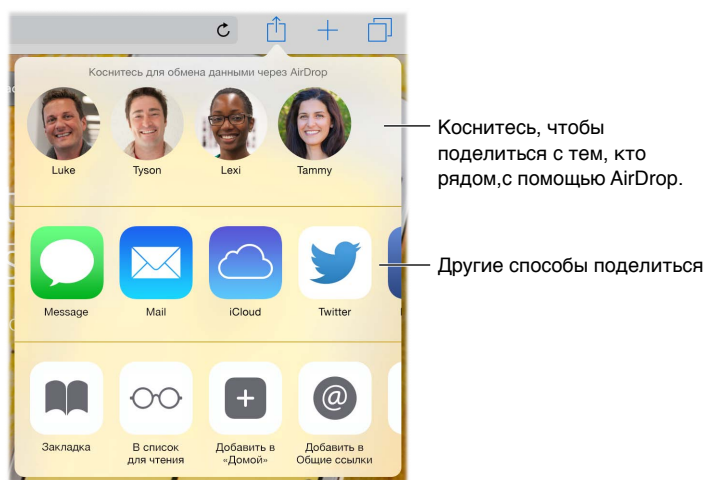 Коснитесь для обмена данными через AirDrop
Luke
Tyson
Lexi
Tammy
Коснитесь, чтобы
поделиться с тем, кто
рядом,с помощью AirDrop.
Message
Mail
iCloud
Twitter
Другие способы поделиться
Закладка
В список
для чтения
Добавить в
«Домой»
@
Добавить в
Общие ссылки